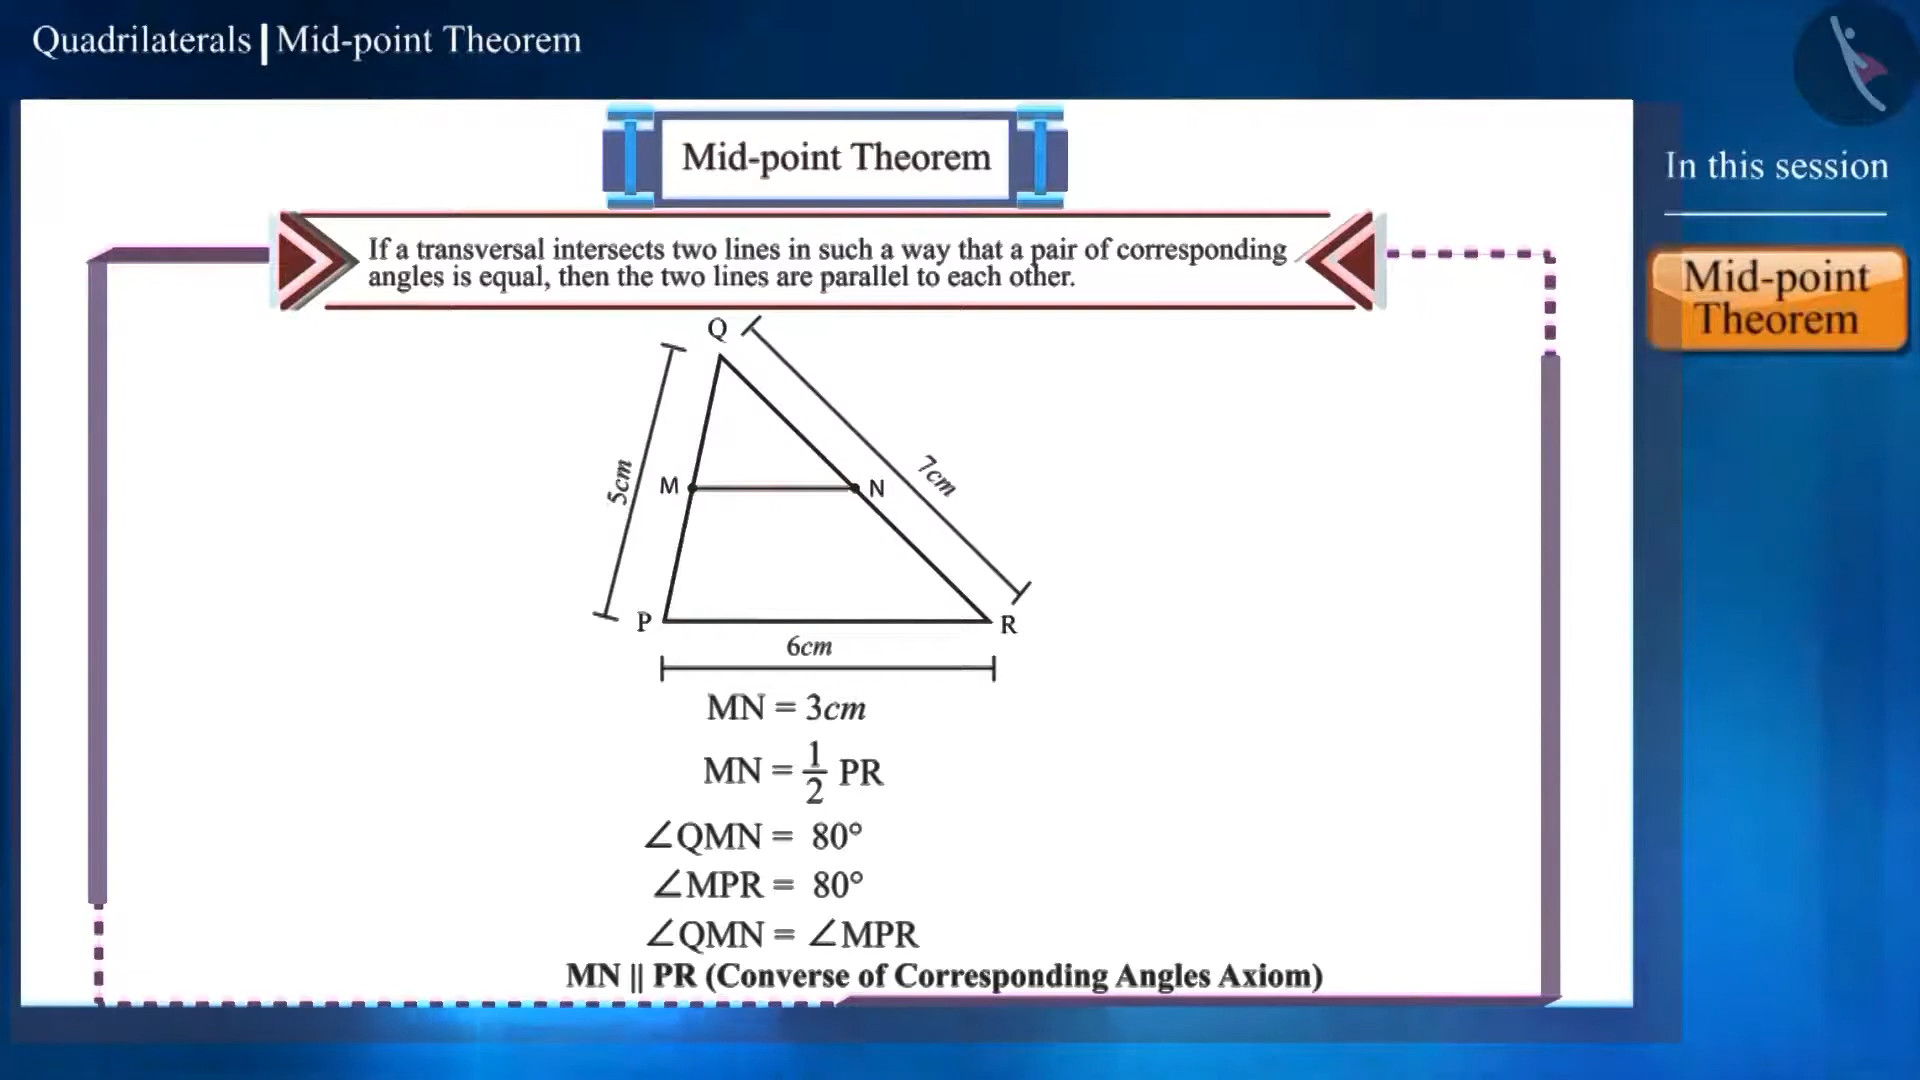 Quadrilaterals | Mid-point Theorem
Mid-point Theorem
In this session
Mid-point
Theorem
If a transversal intersects two lines in such a way that a pair of corresponding
angles is equal, then the two lines are parallel to each other.
Q
5cm
7cm
M
N
P
R
6cm
MN = 3cm
MN = 1/2 PR
∠QMN = 80°
∠MPR = 80°
∠QMN = ∠MPR
MN || PR (Converse of Corresponding Angles Axiom)